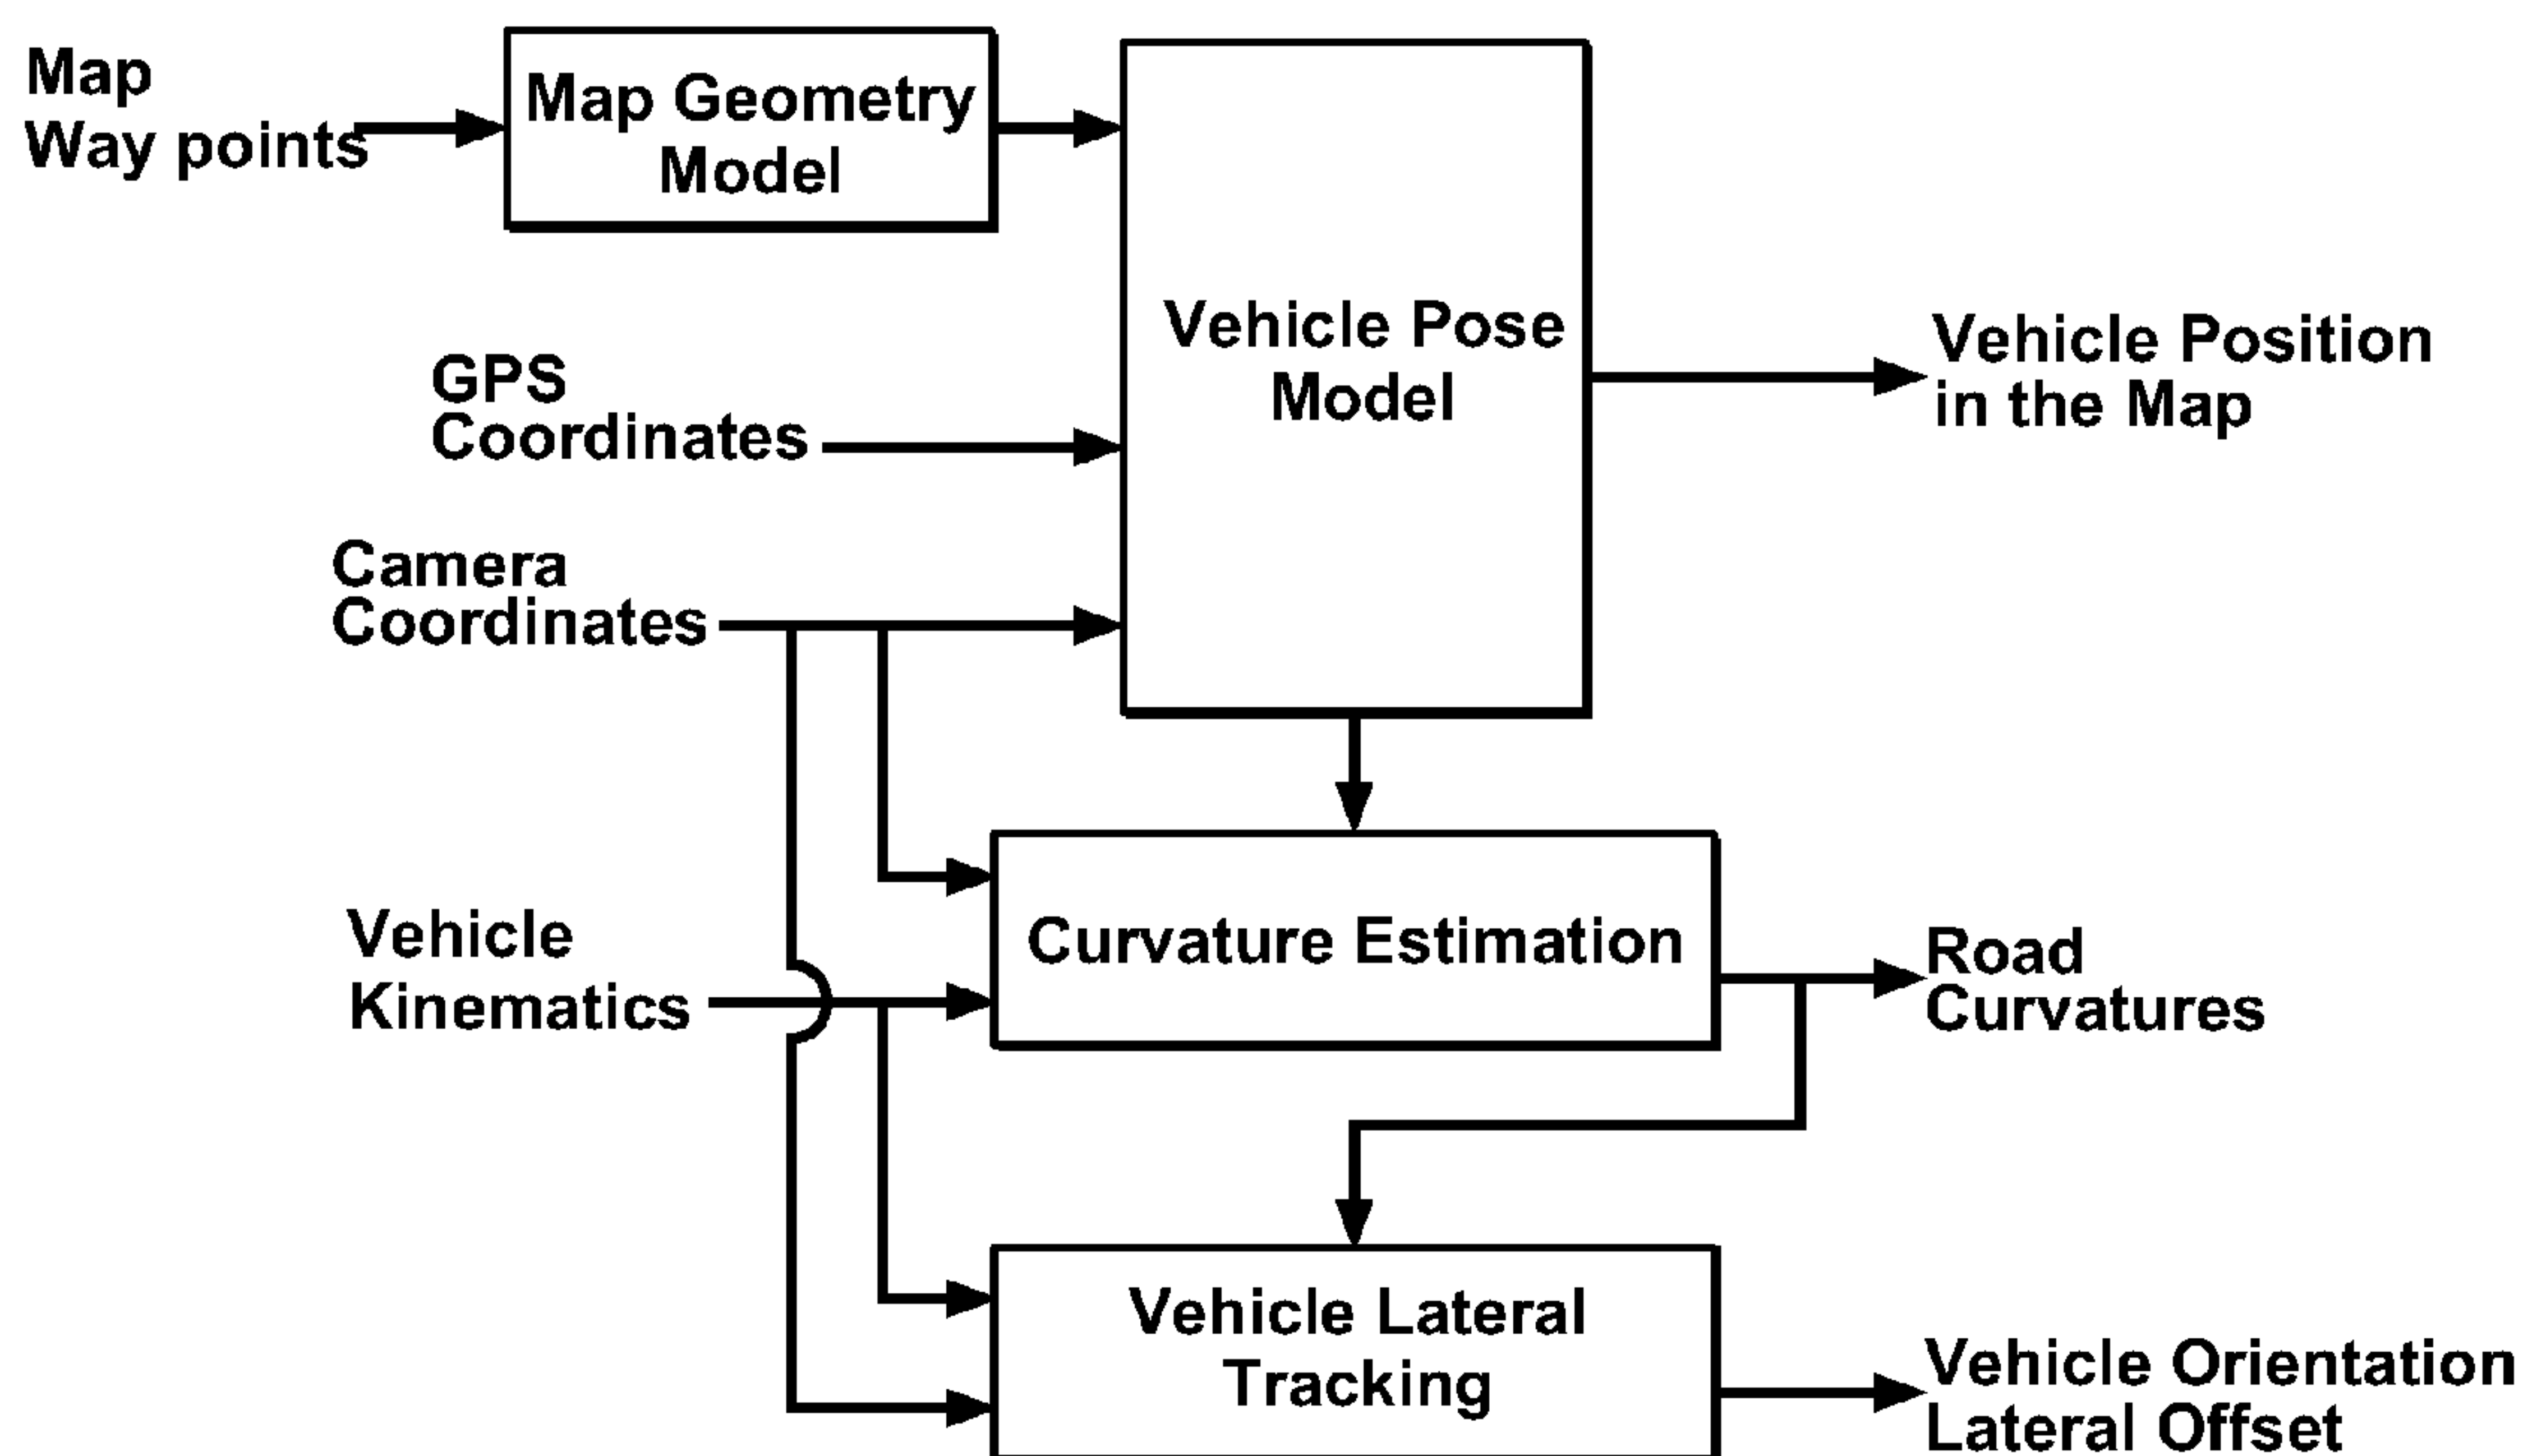 Map
Way points
Map Geometry
Model
GPS
Coordinates
Vehicle Pose
Model
Vehicle Position
in the Map
Camera
Coordinates
Vehicle
Kinematics
Curvature Estimation
Road
Curvatures
Vehicle Lateral
Tracking
Vehicle Orientation
Lateral Offset